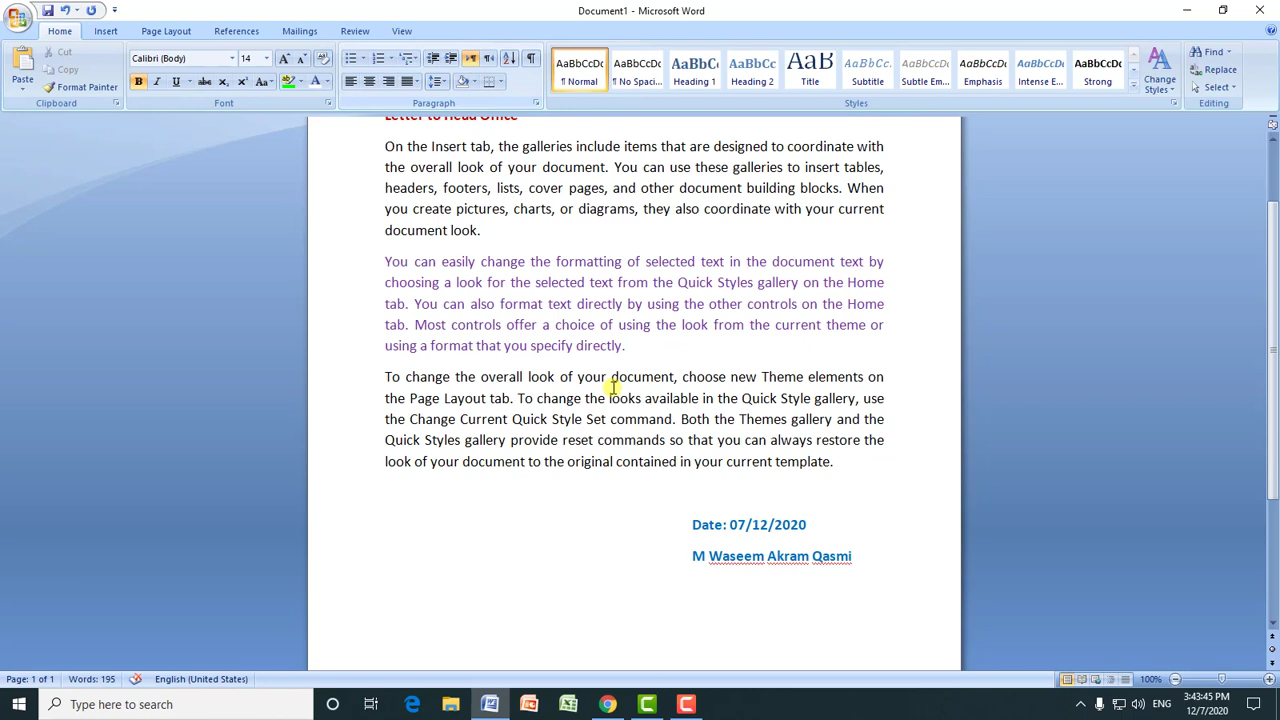 Document1 - Microsoft Word
Home Insert Page Layout References Mailings Review View
Paste
Cut
Copy
Format Painter
Clipboard
Calibri (Body) 14
B I U abc x₂ x² Aa A
Font
Paragraph
AaBbCcDc AaBbCcDc AaBbCc AaBbCc AaB AaBbCc. AaBbCcDc AaBbCcDc AaBbCcDc AaBbCcDc
¶ Normal ¶ No Spaci... Heading 1 Heading 2 Title Subtitle Subtle Em... Emphasis Intense E... Strong
Styles
Change
Styles
Find
Replace
Select
Editing
Letter to Head Office
On the Insert tab, the galleries include items that are designed to coordinate with
the overall look of your document. You can use these galleries to insert tables,
headers, footers, lists, cover pages, and other document building blocks. When
you create pictures, charts, or diagrams, they also coordinate with your current
document look.
You can easily change the formatting of selected text in the document text by
choosing a look for the selected text from the Quick Styles gallery on the Home
tab. You can also format text directly by using the other controls on the Home
tab. Most controls offer a choice of using the look from the current theme or
using a format that you specify directly.
To change the overall look of your document, choose new Theme elements on
the Page Layout tab. To change the looks available in the Quick Style gallery, use
the Change Current Quick Style Set command. Both the Themes gallery and the
Quick Styles gallery provide reset commands so that you can always restore the
look of your document to the original contained in your current template.
Date: 07/12/2020
M Waseem Akram Qasmi
Page: 1 of 1 Words: 195 English (United States) 100%
Type here to search
ENG
3:43:45 PM
12/7/2020